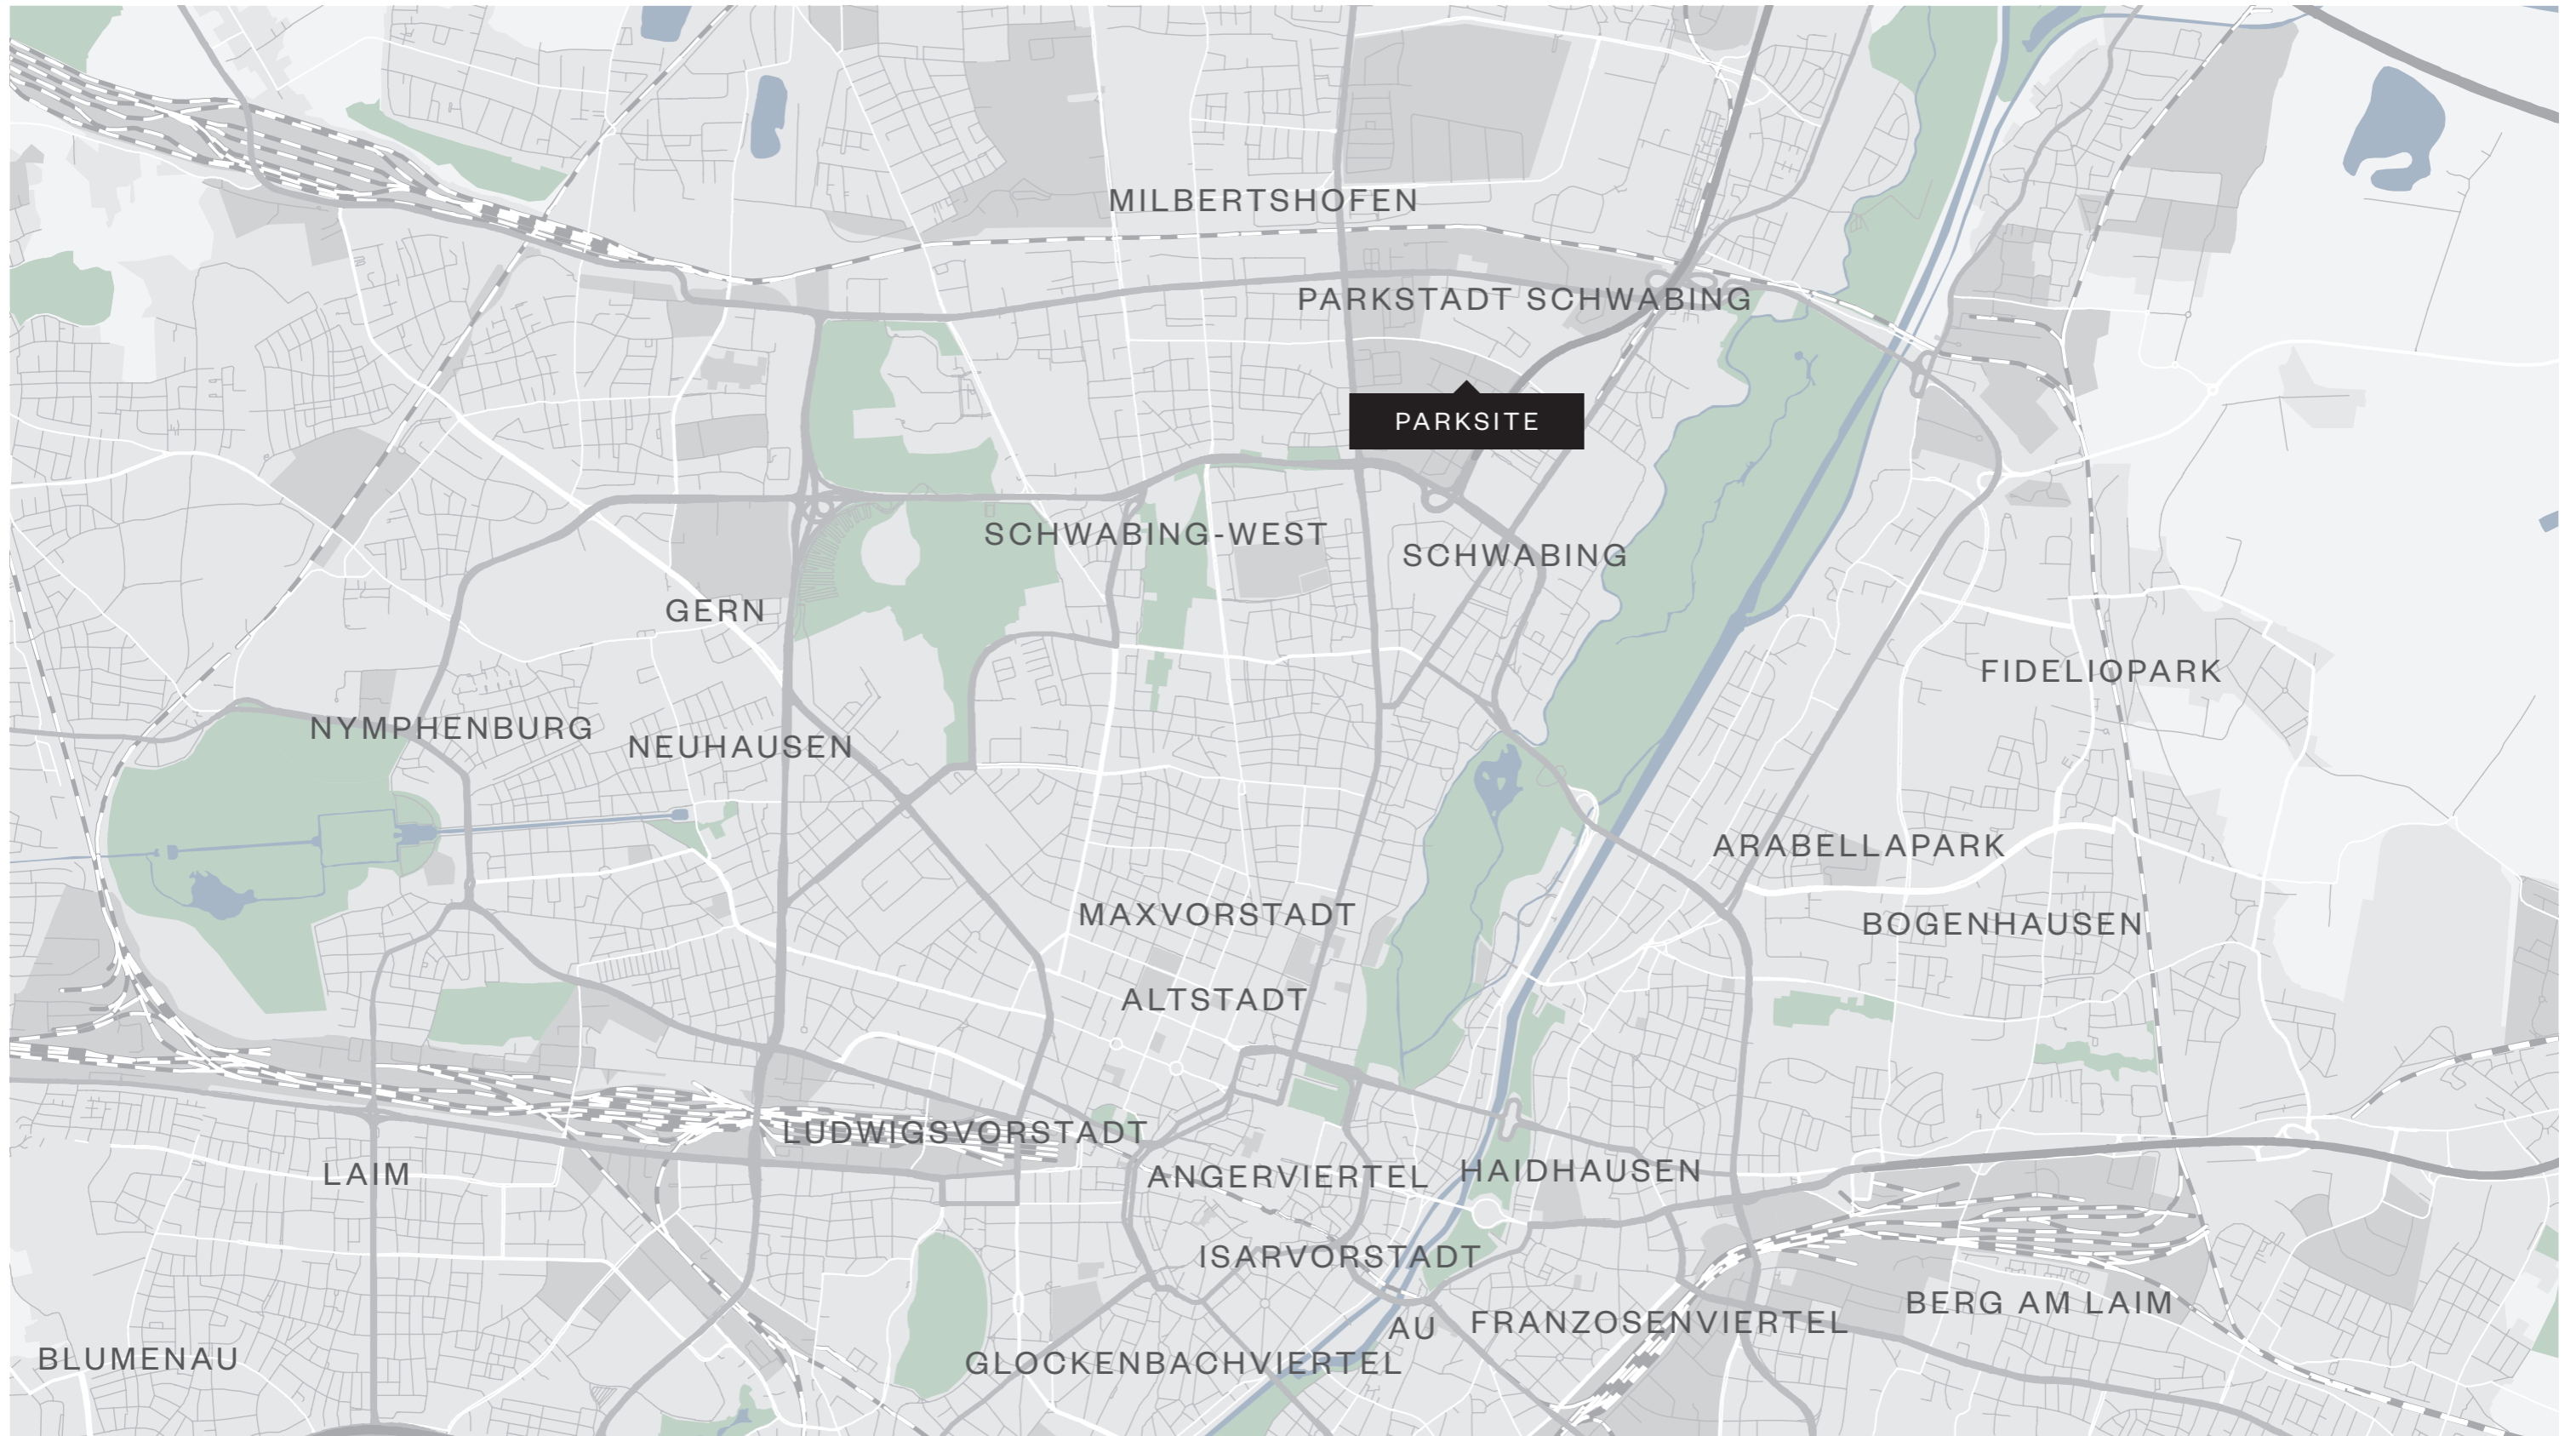 MILBERTSHOFEN
PARKSTADT SCHWABING
PARKSITE
SCHWABING-WEST
SCHWABING
GERN
FIDELIOPARK
NYMPHENBURG
NEUHAUSEN
ARABELLAPARK
MAXVORSTADT
BOGENHAUSEN
ALTSTADT
LUDWIGSVORSTADT
LAIM
ANGERVIERTEL
HAIDHAUSEN
ISARVORSTADT
BERG AM LAIM
AU
FRANZOSENVIERTEL
BLUMENAU
GLOCKENBACHVIERTEL